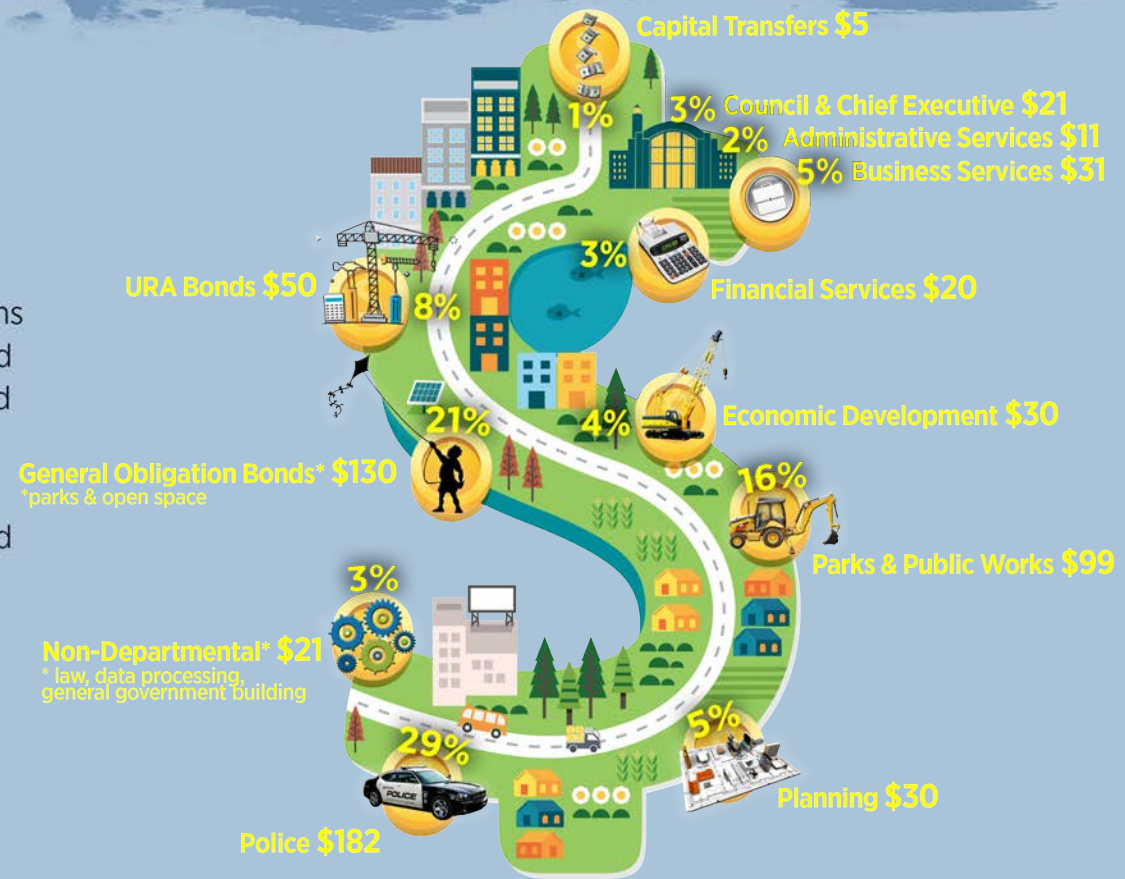 Capital Transfers $5
1%
3% Council & Chief Executive $21
2% Administrative Services $11
5% Business Services $31
3%
Financial Services $20
URA Bonds $50
8%
4%
Economic Development $30
21%
General Obligation Bonds* $130
*parks & open space
16%
Parks & Public Works $99
3%
Non-Departmental* $21
* law, data processing,
general government building
5%
Planning $30
29%
POLICE
Police $182